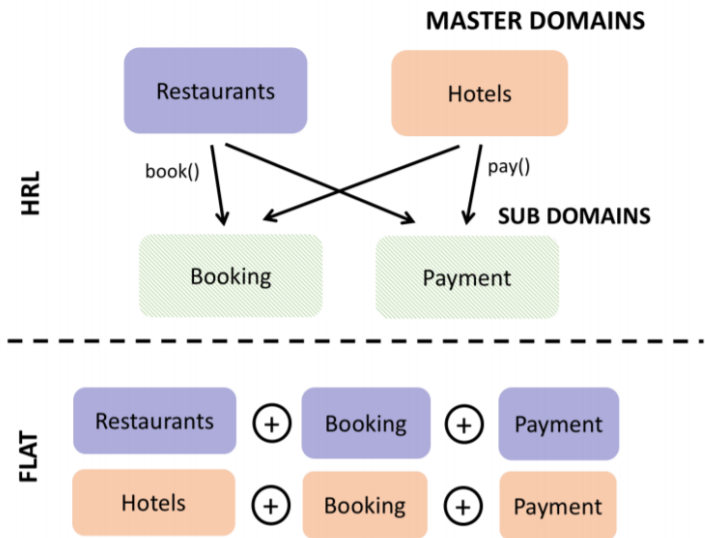 MASTER DOMAINS
Restaurants
Hotels
book()
pay()
HRL
SUB DOMAINS
Booking
Payment
FLAT
Restaurants + Booking + Payment
Hotels + Booking + Payment